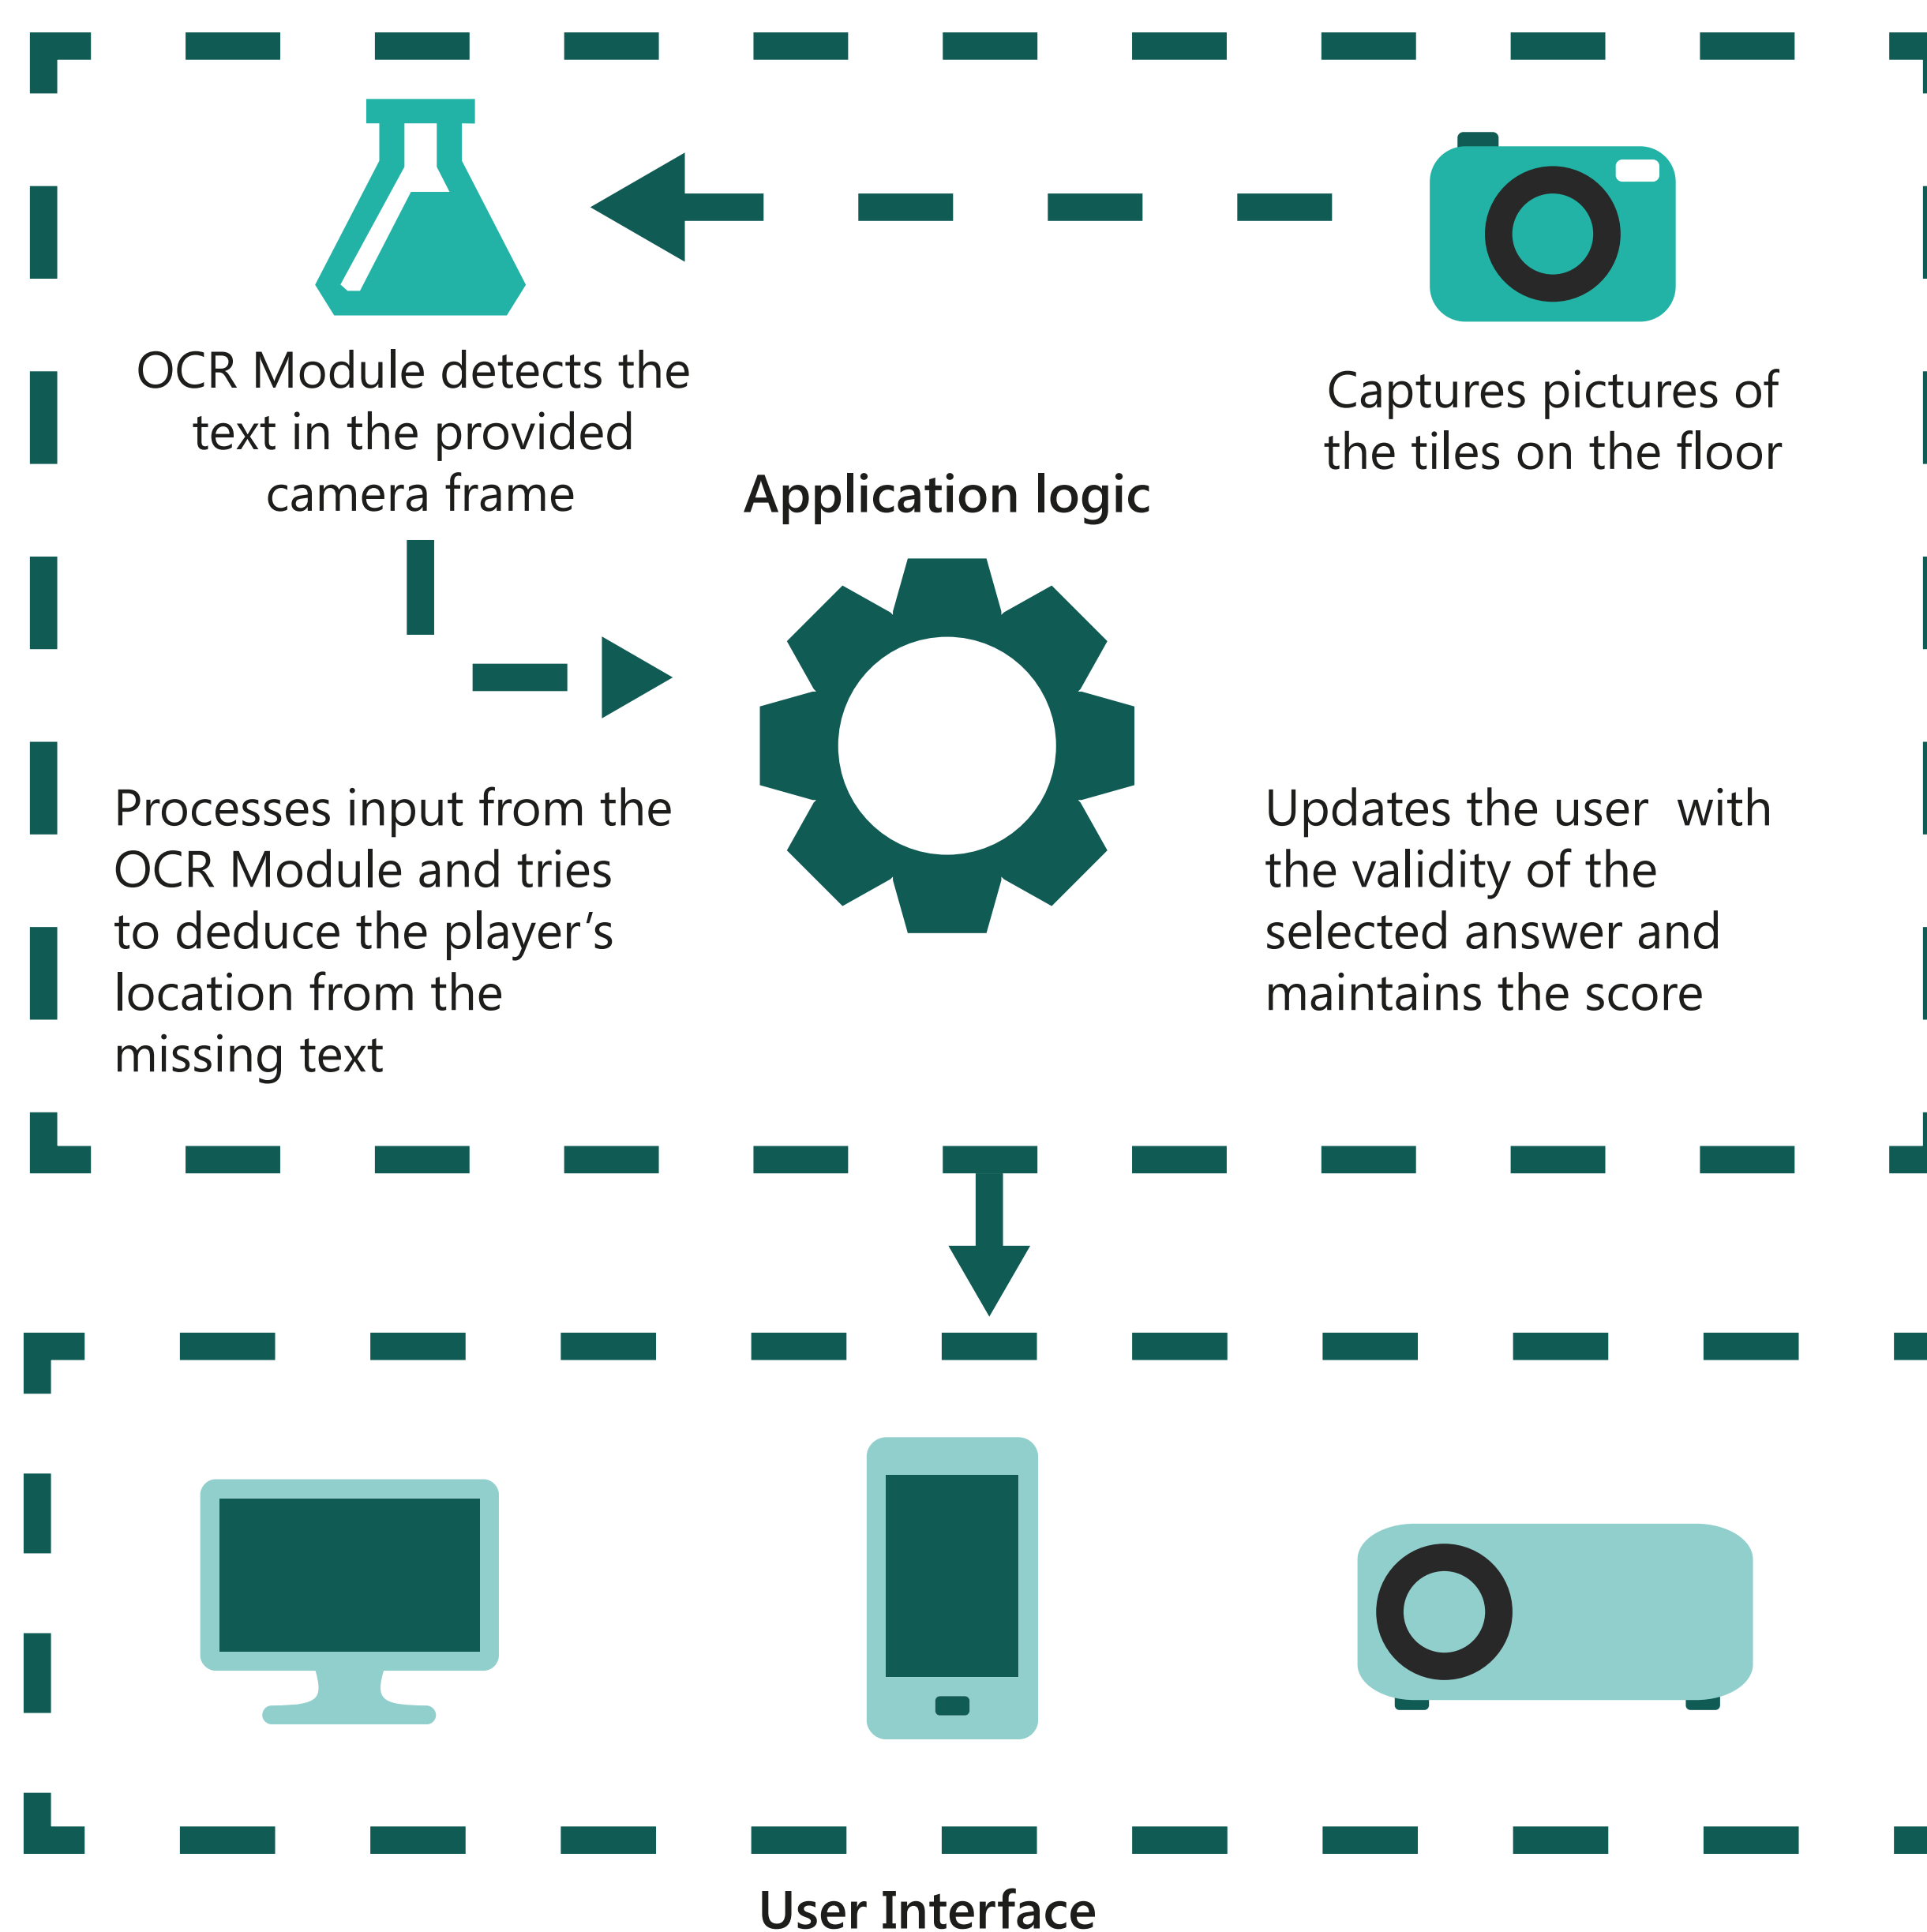 OCR Module detects the
text in the provided
camera frame
Captures pictures of
the tiles on the floor
Application logic
Processes input from the
OCR Module and tries
to deduce the player's
location from the
missing text
Updates the user  with
the validity of the
selected answer and
maintains the score
User Interface